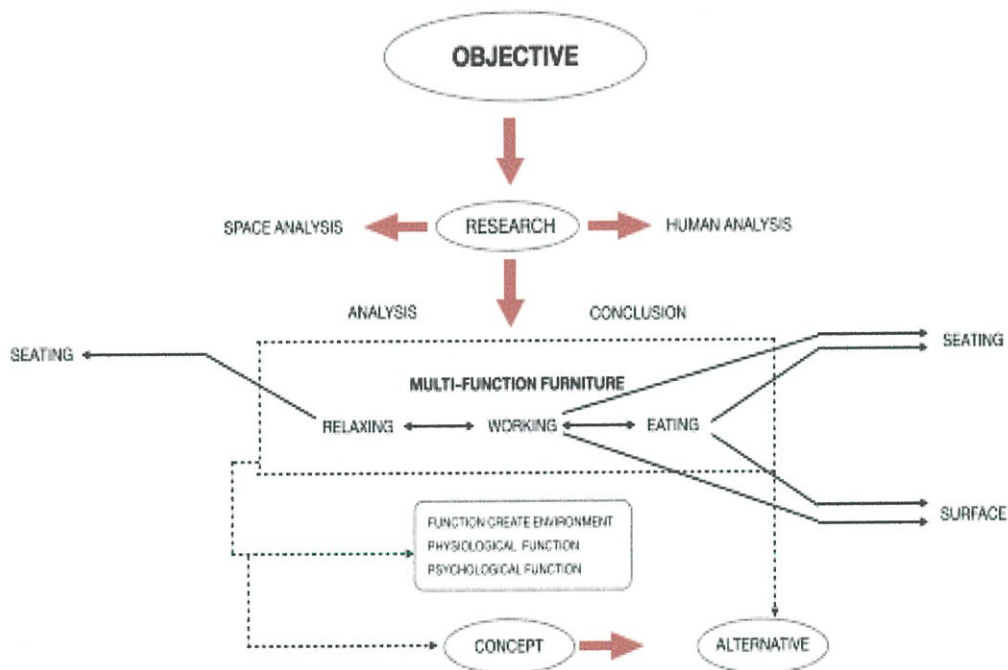 OBJECTIVE
SPACE ANALYSIS
RESEARCH
HUMAN ANALYSIS
ANALYSIS
CONCLUSION
SEATING
SEATING
MULTI-FUNCTION FURNITURE
RELAXING
WORKING
EATING
SURFACE
FUNCTION CREATE ENVIRONMENT
PHYSIOLOGICAL FUNCTION
PSYCHOLOGICAL FUNCTION
CONCEPT
ALTERNATIVE